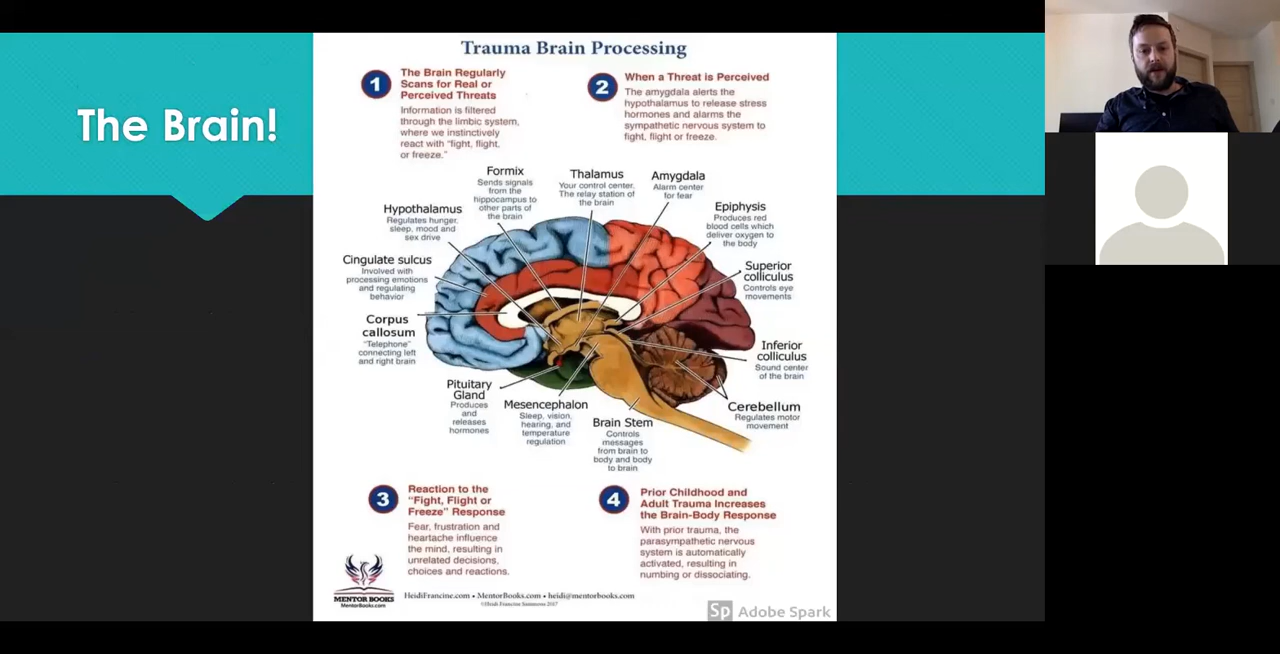 The Brain!
Trauma Brain Processing
1
The Brain Regularly
Scans for Real or
Perceived Threats
Information is filtered
through the limbic system,
where we instinctively
react with “fight, flight,
or freeze.”
2
When a Threat is Perceived
The amygdala alerts the
hypothalamus to release stress
hormones and alarms the
sympathetic nervous system to
fight, flight or freeze.
Formix
Sends signals
from the
hippocampus to
other parts of
the brain
Thalamus
Your control center.
The relay station of
the brain
Amygdala
Alarm center
for fear
Hypothalamus
Regulates hunger,
sleep, mood and
sex drive
Epiphysis
Produces red
blood cells which
deliver oxygen to
the body
Cingulate sulcus
Involved with
processing emotions
and regulating
behavior
Superior
colliculus
Controls eye
movements
Corpus
callosum
“Telephone”
connecting left
and right brain
Inferior
colliculus
Sound center
of the brain
Pituitary
Gland
Produces
and
releases
hormones
Mesencephalon
Sleep, vision,
hearing, and
temperature
regulation
Brain Stem
Controls
messages
from brain to
body and body
to brain
Cerebellum
Regulates motor
movement
3
Reaction to the
“Fight, Flight or
Freeze” Response
Fear, frustration and
heartache influence
the mind, resulting in
unrelated decisions,
choices and reactions.
4
Prior Childhood and
Adult Trauma Increases
the Brain-Body Response
With prior trauma, the
parasympathetic nervous
system is automatically
activated, resulting in
numbing or dissociating.
MENTOR BOOKS
MentorBooks.com
HeidiFrancine.com • MentorBooks.com • heidi@mentorbooks.com
©Heidi Francine Sammons 2017
Sp Adobe Spark